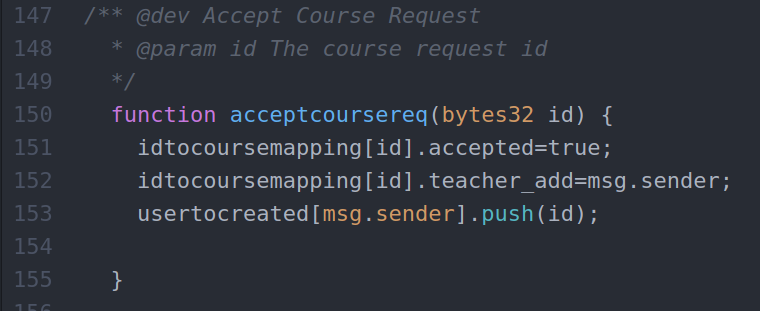 147 /** @dev Accept Course Request
148 * @param id The course request id
149 */
150 function acceptcoursereq(bytes32 id) {
151 idtocoursemapping[id].accepted=true;
152 idtocoursemapping[id].teacher_add=msg.sender;
153 usertocreated[msg.sender].push(id);
154
155 }
156